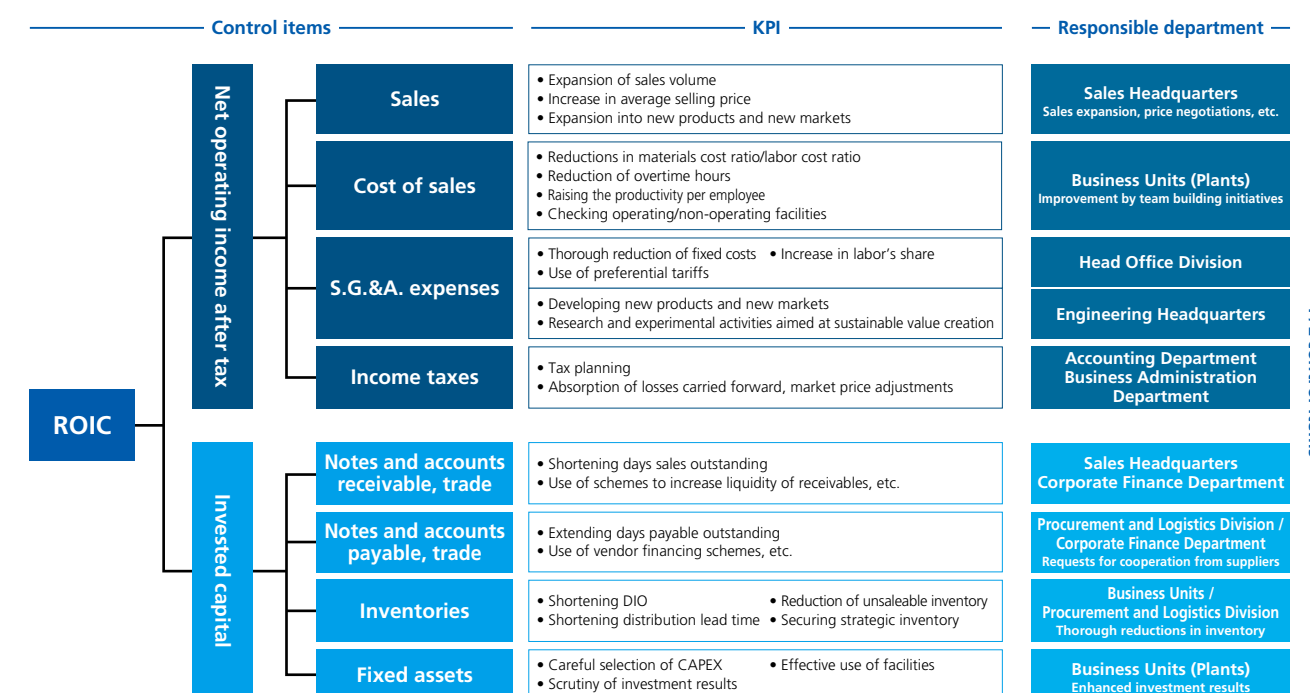 Control items
KPI
Responsible department
ROIC
Net operating income after tax
Sales
• Expansion of sales volume
• Increase in average selling price
• Expansion into new products and new markets
Sales Headquarters
Sales expansion, price negotiations, etc.
Cost of sales
• Reductions in materials cost ratio/labor cost ratio
• Reduction of overtime hours
• Raising the productivity per employee
• Checking operating/non-operating facilities
Business Units (Plants)
Improvement by team building initiatives
S.G.&A. expenses
• Thorough reduction of fixed costs • Increase in labor’s share
• Use of preferential tariffs
Head Office Division
• Developing new products and new markets
• Research and experimental activities aimed at sustainable value creation
Engineering Headquarters
Income taxes
• Tax planning
• Absorption of losses carried forward, market price adjustments
Accounting Department
Business Administration
Department
Invested capital
Notes and accounts
receivable, trade
• Shortening days sales outstanding
• Use of schemes to increase liquidity of receivables, etc.
Sales Headquarters
Corporate Finance Department
Notes and accounts
payable, trade
• Extending days payable outstanding
• Use of vendor financing schemes, etc.
Procurement and Logistics Division /
Corporate Finance Department
Requests for cooperation from suppliers
Inventories
• Shortening DIO • Reduction of unsaleable inventory
• Shortening distribution lead time • Securing strategic inventory
Business Units /
Procurement and Logistics Division
Thorough reductions in inventory
Fixed assets
• Careful selection of CAPEX • Effective use of facilities
• Scrutiny of investment results
Business Units (Plants)
Enhanced investment results